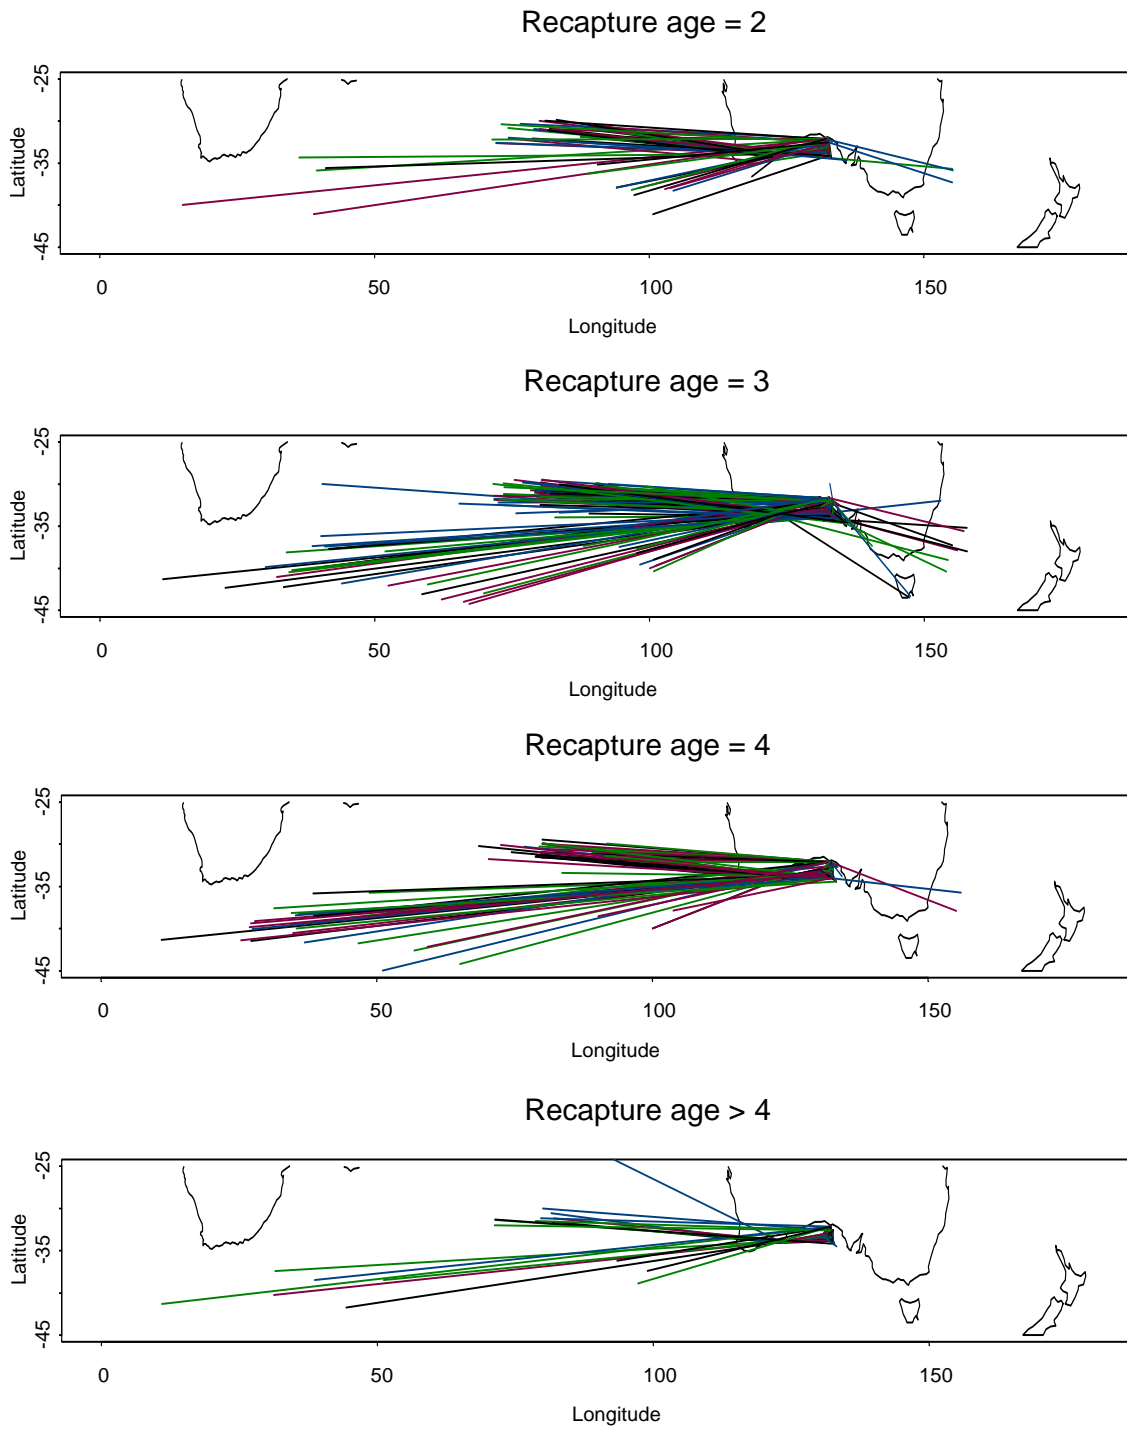 Recapture age = 2
-25
-35
-45
Latitude
0 50 100 150
Longitude
Recapture age = 3
-25
-35
-45
Latitude
0 50 100 150
Longitude
Recapture age = 4
-25
-35
-45
Latitude
0 50 100 150
Longitude
Recapture age > 4
-25
-35
-45
Latitude
0 50 100 150
Longitude